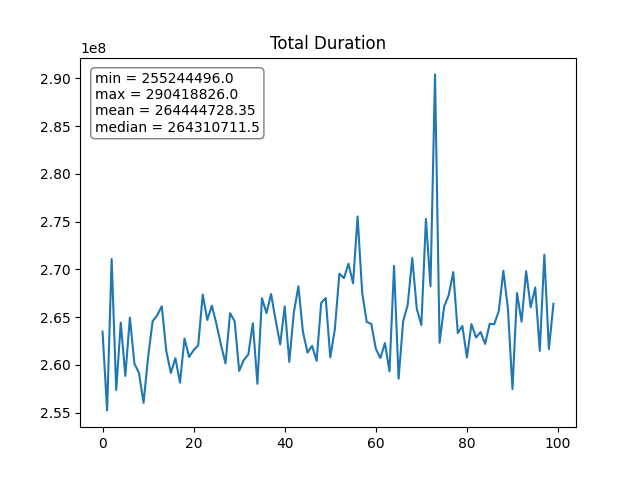 Total Duration
1e8
min = 255244496.0
max = 290418826.0
mean = 264444728.35
median = 264310711.5
2.90
2.85
2.80
2.75
2.70
2.65
2.60
2.55
0 20 40 60 80 100